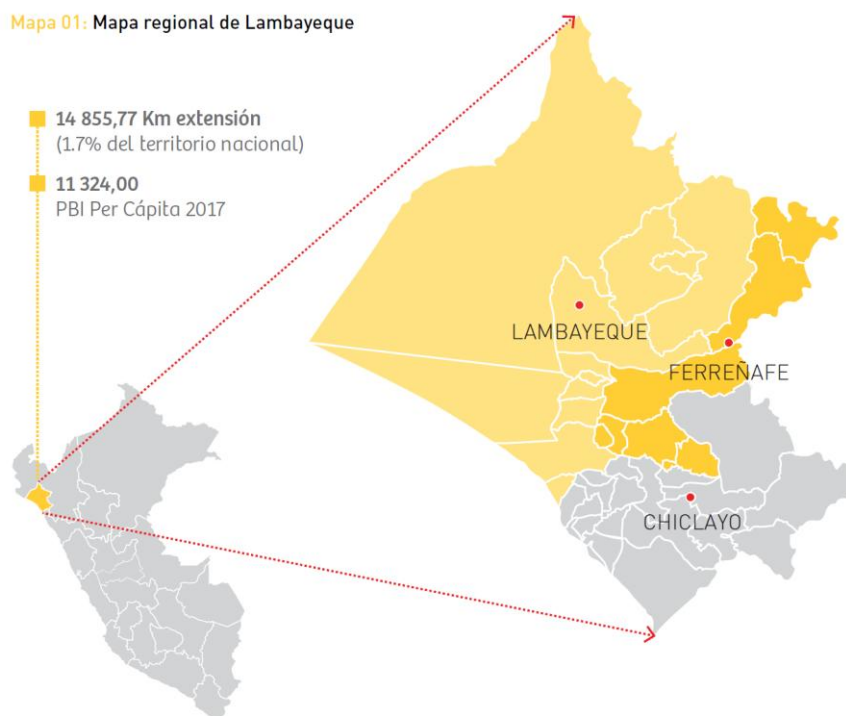 Mapa 01: Mapa regional de Lambayeque
14 855,77 Km extensión
(1.7% del territorio nacional)
11 324,00
PBI Per Cápita 2017
LAMBAYEQUE
FERREÑAFE
CHICLAYO